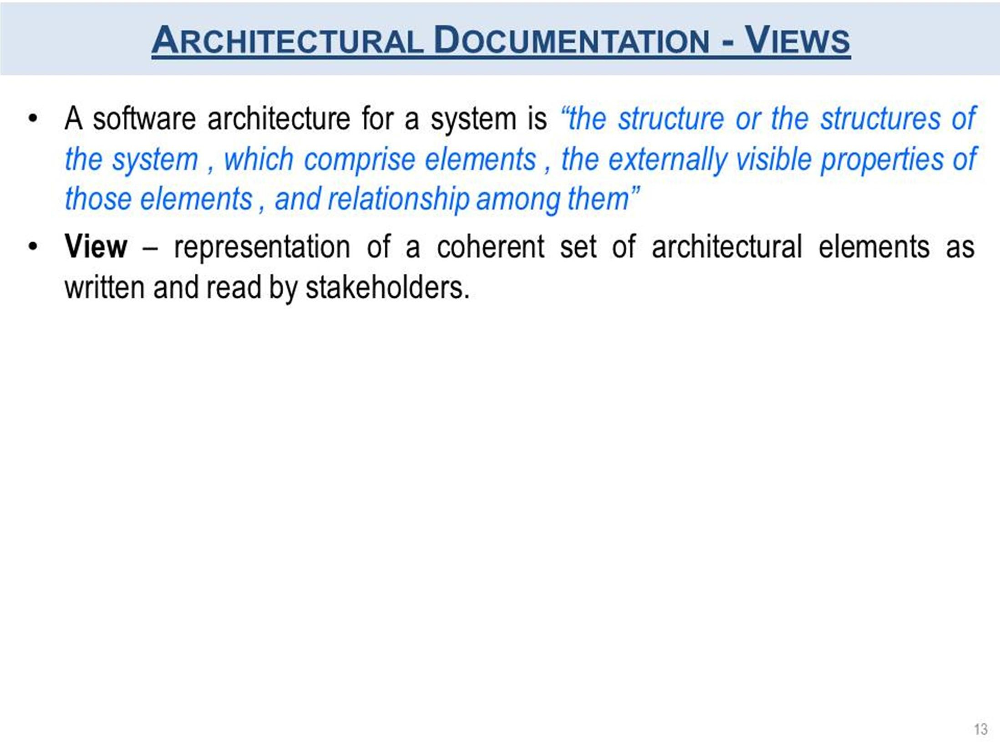 ARCHITECTURAL DOCUMENTATION - VIEWS
• A software architecture for a system is “the structure or the structures of
the system , which comprise elements , the externally visible properties of
those elements , and relationship among them”
• View – representation of a coherent set of architectural elements as
written and read by stakeholders.
13